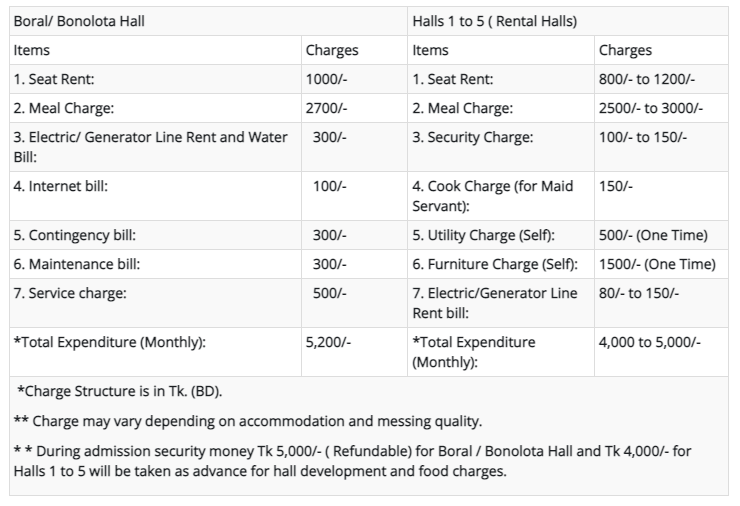 Boral/ Bonolota Hall Halls 1 to 5 ( Rental Halls)
Items Charges Items Charges
1. Seat Rent: 1000/- 1. Seat Rent: 800/- to 1200/-
2. Meal Charge: 2700/- 2. Meal Charge: 2500/- to 3000/-
3. Electric/ Generator Line Rent and Water 300/- 3. Security Charge: 100/- to 150/-
Bill:
4. Internet bill: 100/- 4. Cook Charge (for Maid 150/-
Servant):
5. Contingency bill: 300/- 5. Utility Charge (Self): 500/- (One Time)
6. Maintenance bill: 300/- 6. Furniture Charge (Self): 1500/- (One Time)
7. Service charge: 500/- 7. Electric/Generator Line 80/- to 150/-
Rent bill:
*Total Expenditure (Monthly): 5,200/- *Total Expenditure 4,000 to 5,000/-
(Monthly):
*Charge Structure is in Tk. (BD).
** Charge may vary depending on accommodation and messing quality.
* * During admission security money Tk 5,000/- ( Refundable) for Boral / Bonolota Hall and Tk 4,000/- for
Halls 1 to 5 will be taken as advance for hall development and food charges.